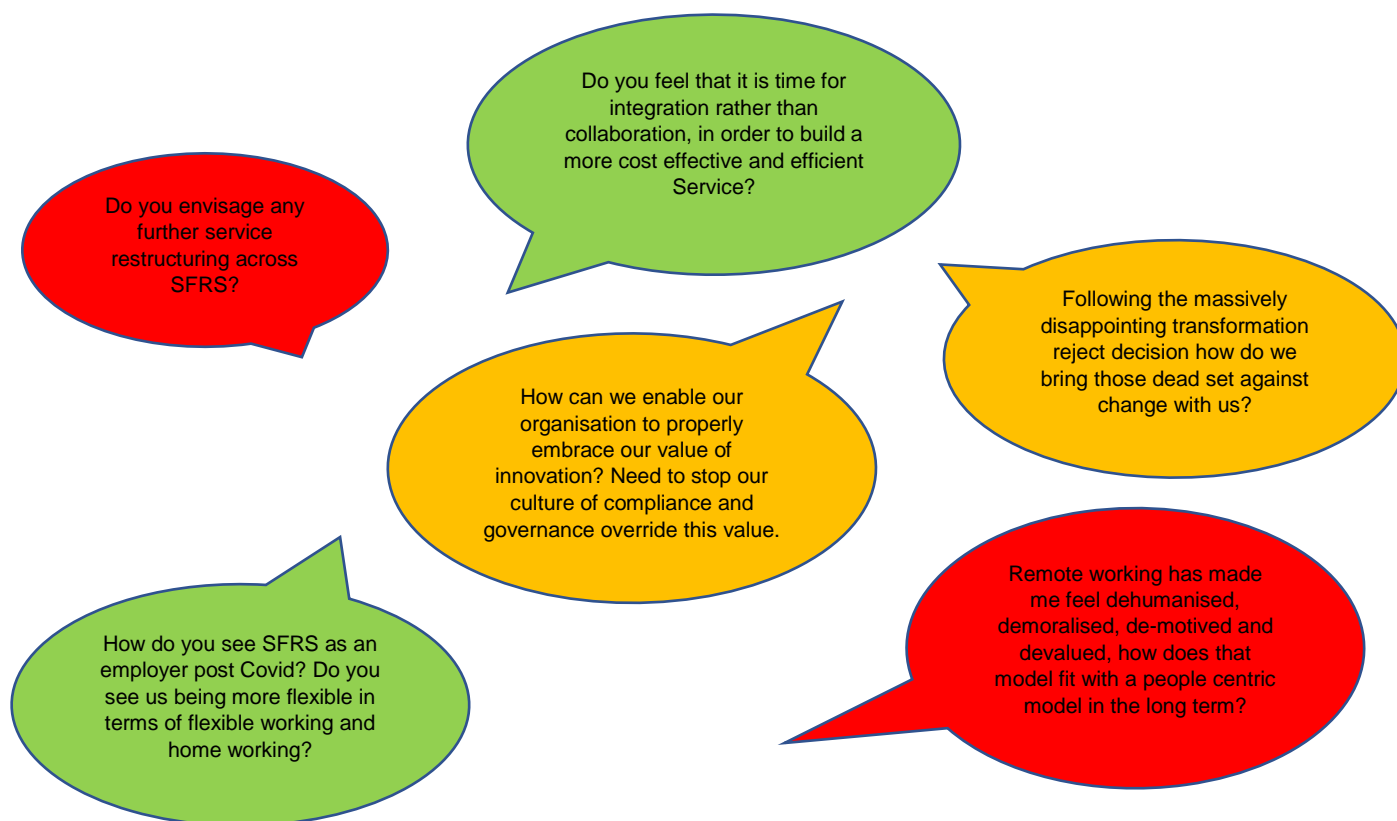 Do you feel that it is time for
integration rather than
collaboration, in order to build a
more cost effective and efficient
Service?
Do you envisage any
further service
restructuring across
SFRS?
Following the massively
disappointing transformation
reject decision how do we
bring those dead set against
change with us?
How can we enable our
organisation to properly
embrace our value of
innovation? Need to stop our
culture of compliance and
governance override this value.
Remote working has made
me feel dehumanised,
demoralised, de-motived and
devalued, how does that
model fit with a people centric
model in the long term?
How do you see SFRS as an
employer post Covid? Do you
see us being more flexible in
terms of flexible working and
home working?